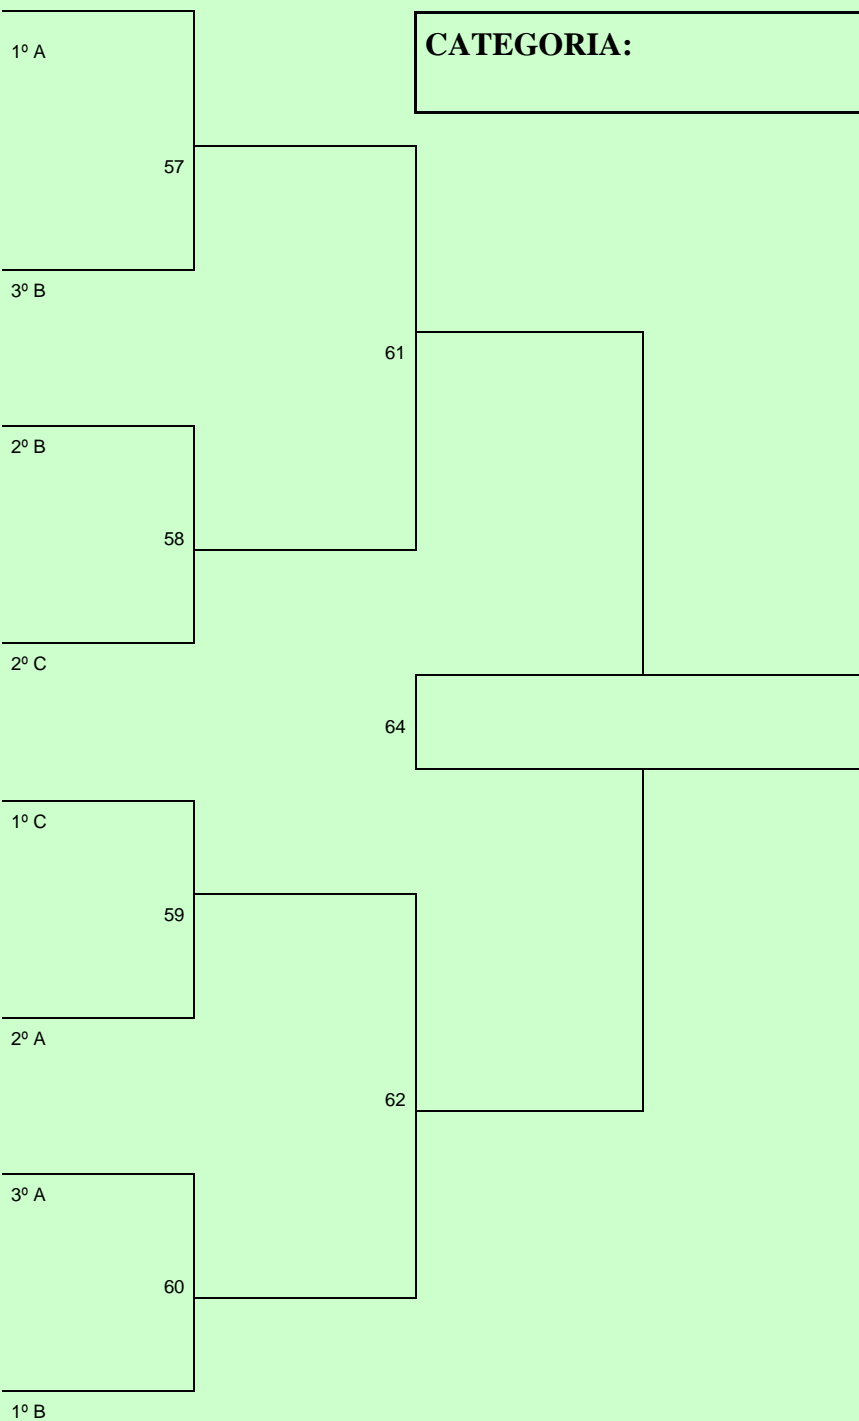 1º A
CATEGORIA:
57
3º B
61
2º B
58
2º C
64
1º C
59
2º A
62
3º A
60
1º B